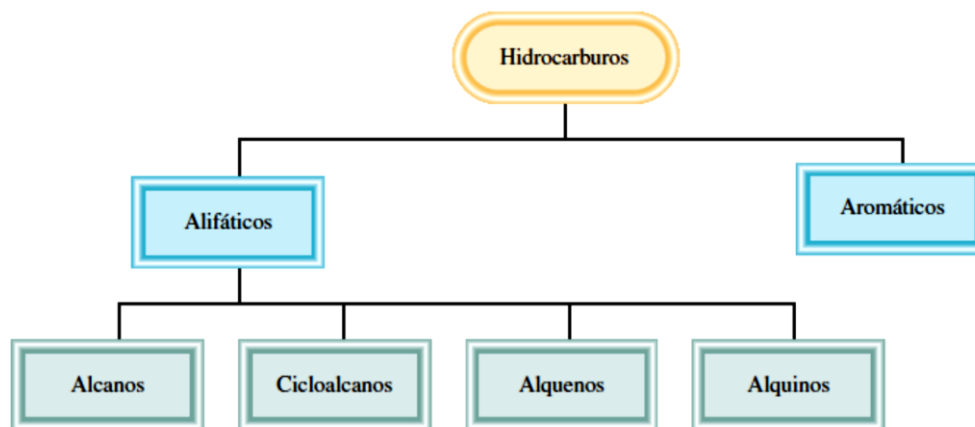 Hidrocarburos
Alifáticos
Aromáticos
Alcanos
Cicloalcanos
Alquenos
Alquinos